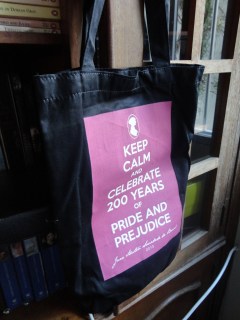 KEEP
CALM
AND
CELEBRATE
200 YEARS
OF
PRIDE AND
PREJUDICE
Jane Austen